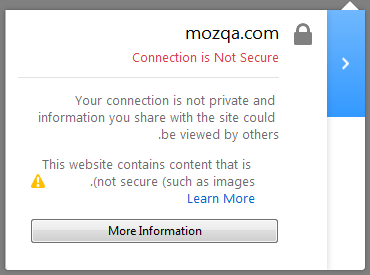 mozqa.com
Connection is Not Secure
Your connection is not private and
information you share with the site could
.be viewed by others
This website contains content that is
.(not secure (such as images
Learn More
More Information